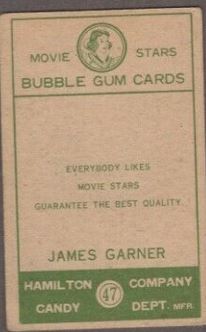 MOVIE STARS
BUBBLE GUM CARDS
EVERYBODY LIKES
MOVIE STARS
GUARANTEE THE BEST QUALITY
JAMES GARNER
HAMILTON 47 COMPANY
CANDY DEPT. MFR.